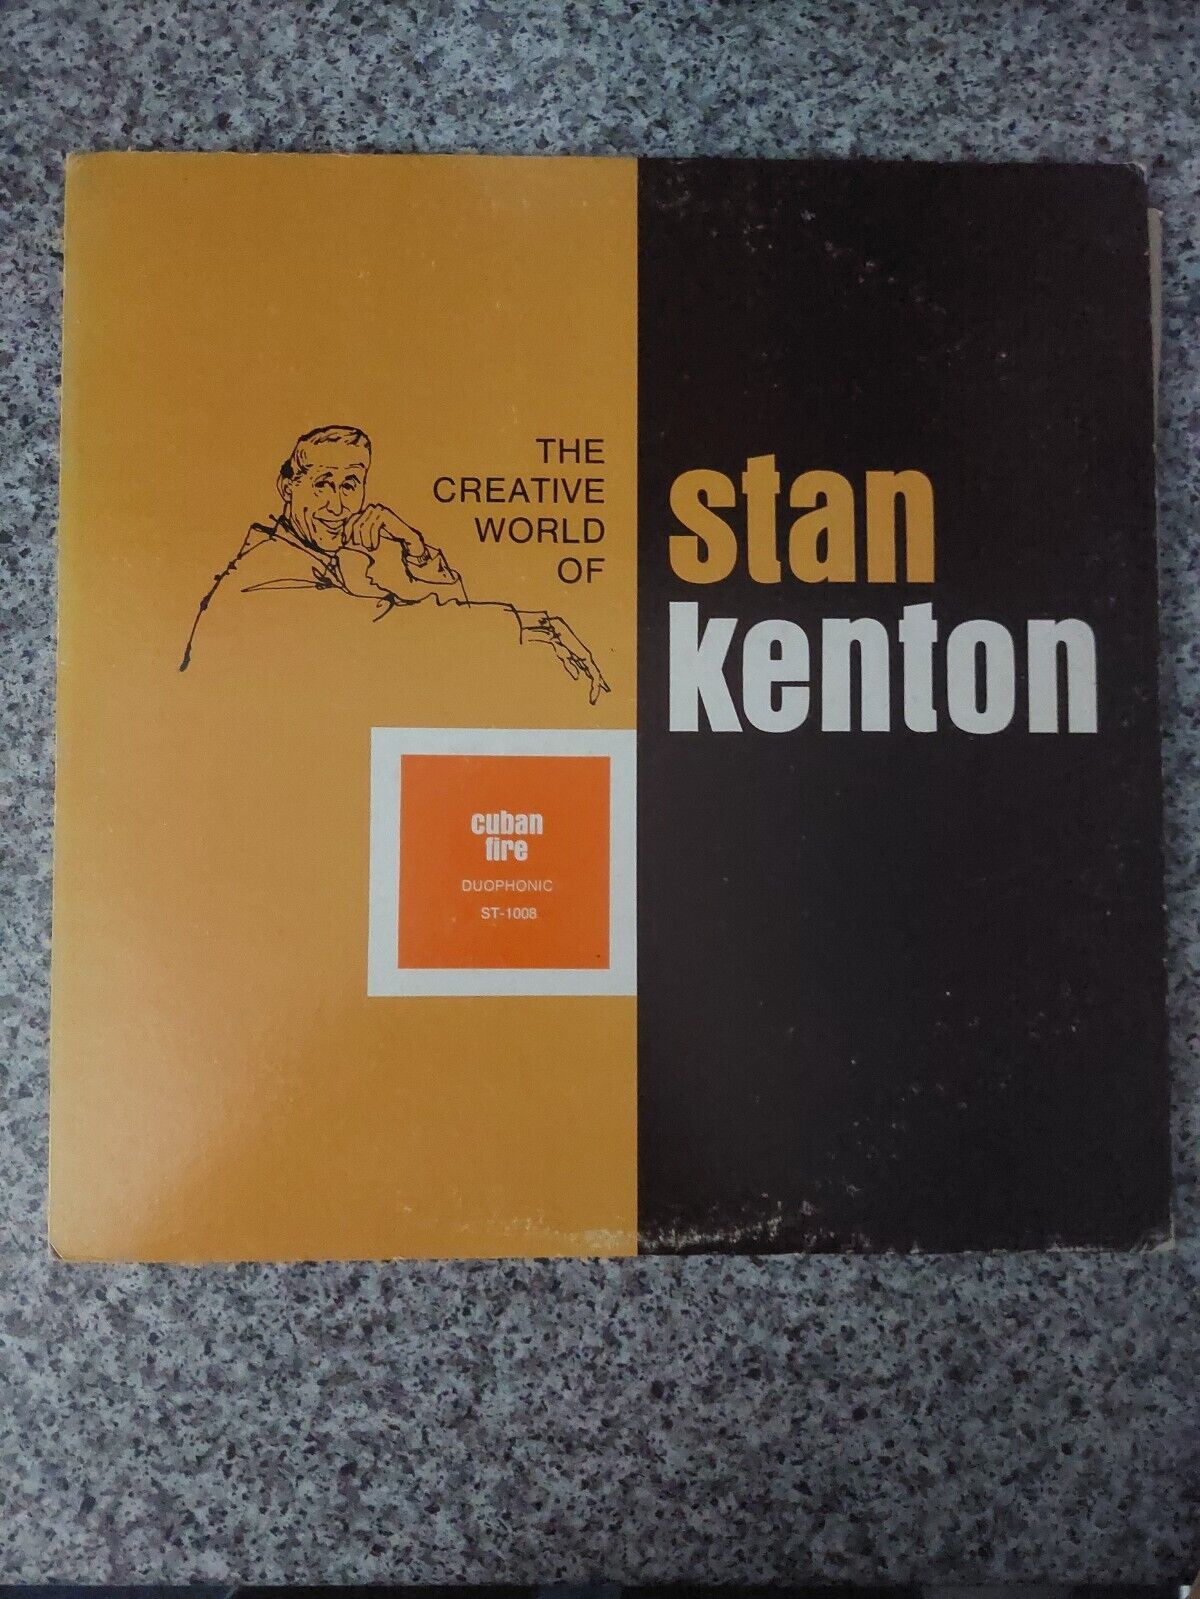 THE
CREATIVE
WORLD
OF
stan
kenton
cuban
fire
DUOPHONIC
ST-1008